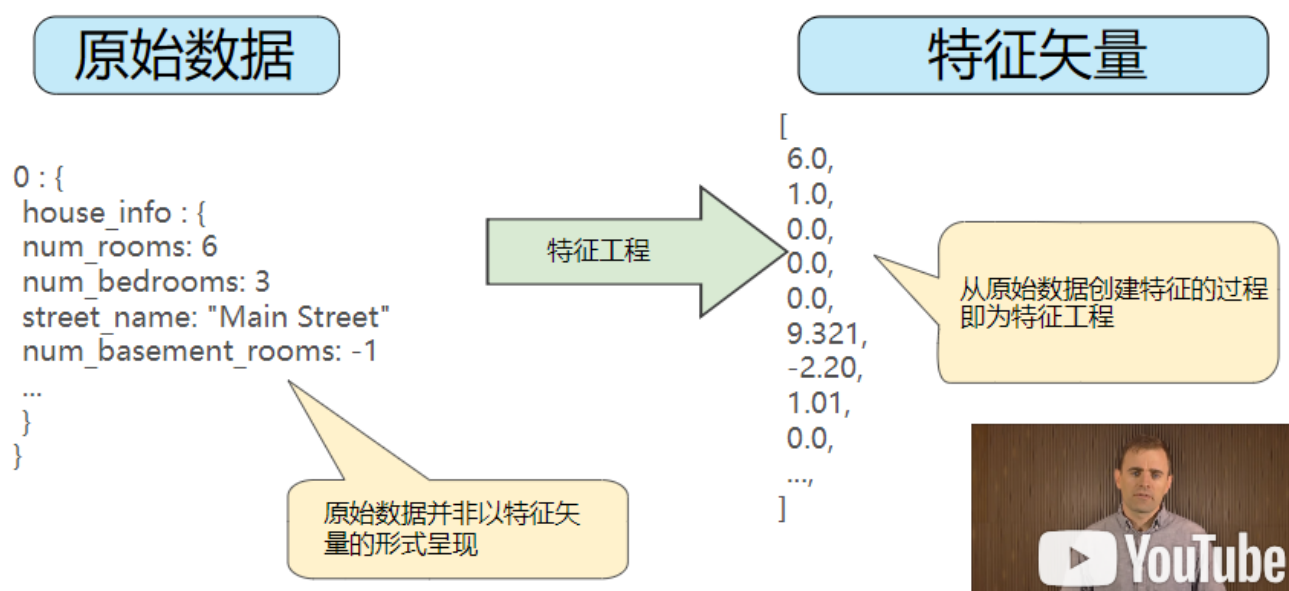 原始数据
特征矢量
0 : {
house_info : {
num_rooms: 6
num_bedrooms: 3
street_name: "Main Street"
num_basement_rooms: -1
...
}
}
原始数据并非以特征矢
量的形式呈现
特征工程
[
6.0,
1.0,
0.0,
0.0,
0.0,
9.321,
-2.20,
1.01,
0.0,
...,
]
从原始数据创建特征的过程
即为特征工程
YouTube